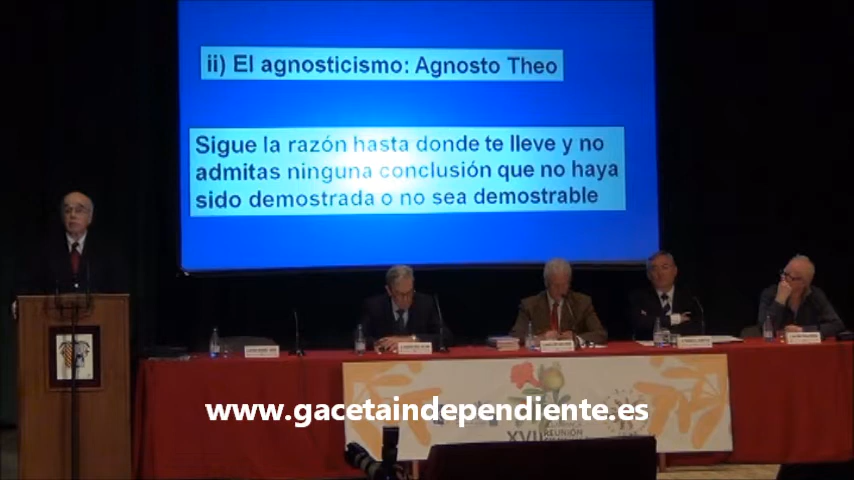 ii) El agnosticismo: Agnosto Theo
Sigue la razón hasta donde te lleve y no
admitas ninguna conclusión que no haya
sido demostrada o no sea demostrable
www.gacetaindependiente.es
REUNIÓN